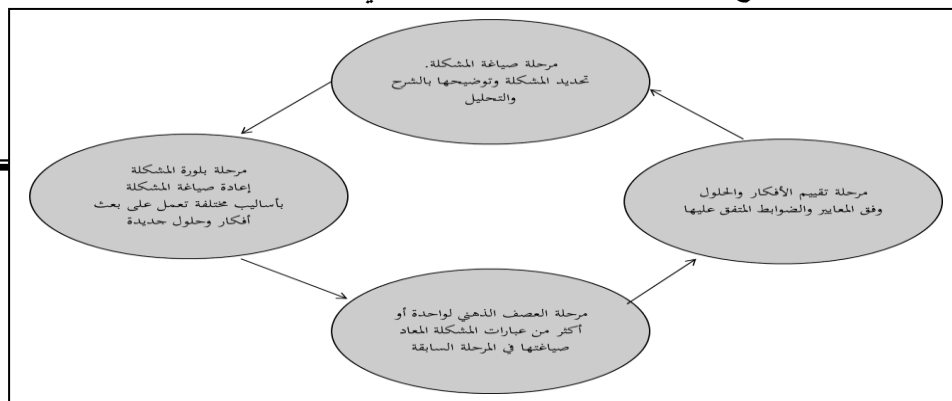 مرحلة صياغة المشكلة.
تحديد المشكلة وتوضيحها بالشرح
والتحليل
مرحلة بلورة المشكلة
إعادة صياغة المشكلة
بأساليب مختلفة تعمل على بعث
أفكار وحلول جديدة
مرحلة العصف الذهني لواحدة أو
أكثر من عبارات المشكلة المعاد
صياغتها في المرحلة السابقة
مرحلة تقييم الأفكار والحلول
وفق المعايير والضوابط المتفق عليها